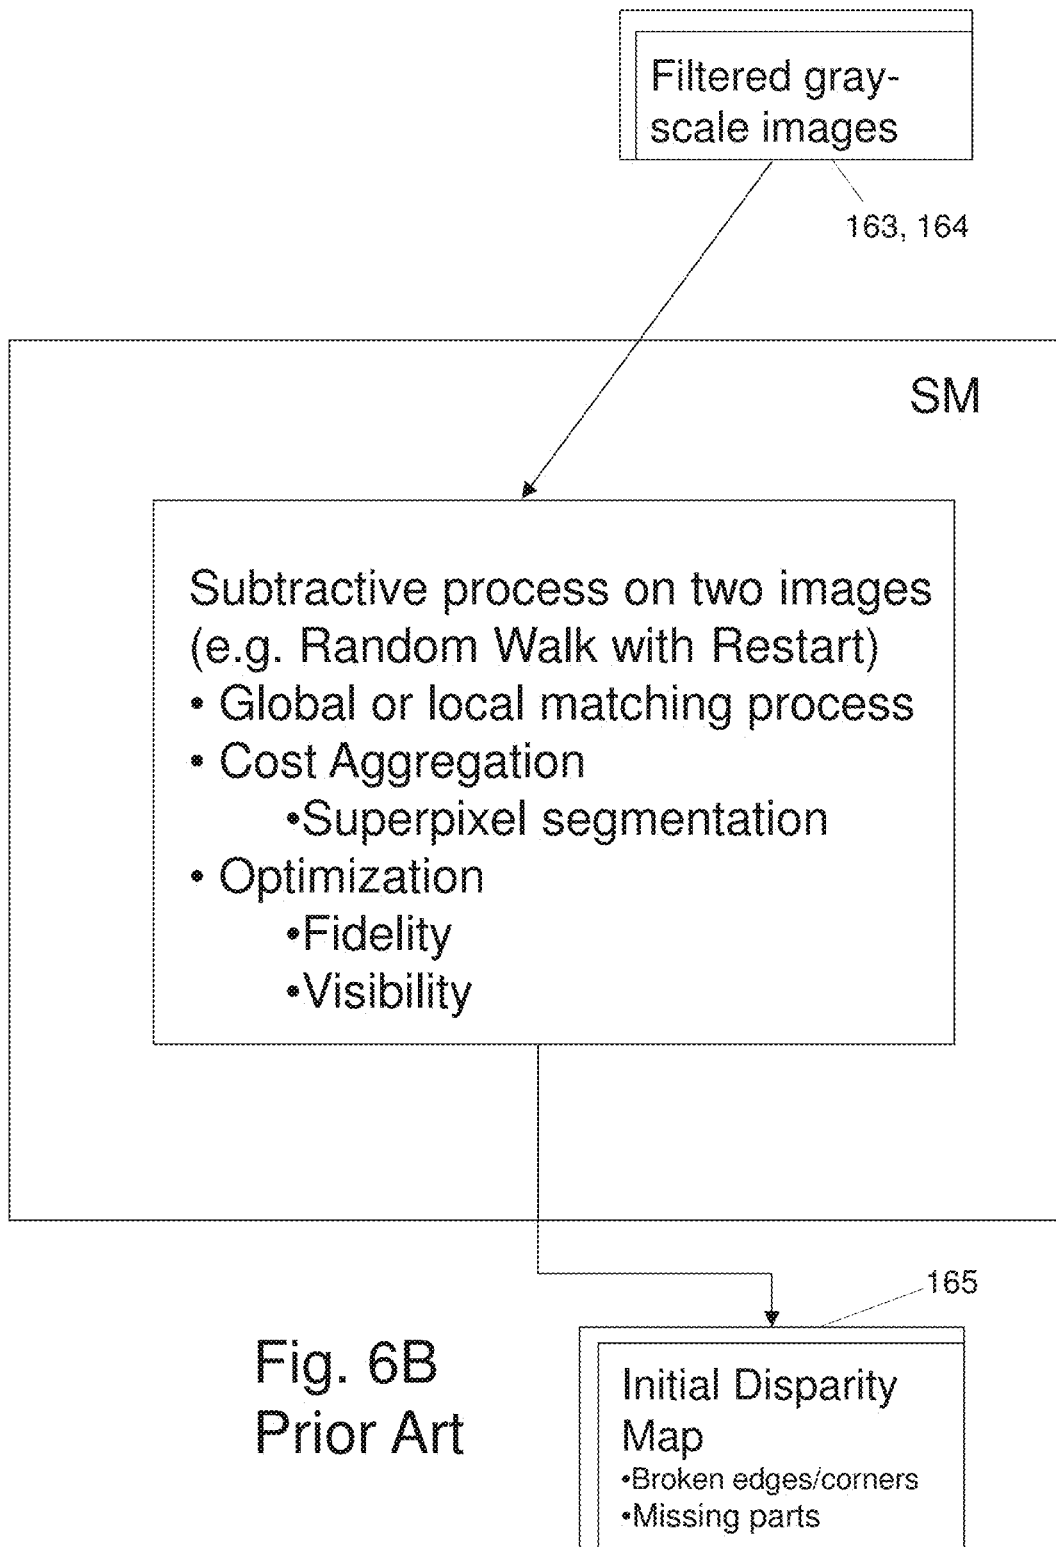 Filtered gray-
scale images
163, 164
SM
Subtractive process on two images
(e.g. Random Walk with Restart)
• Global or local matching process
• Cost Aggregation
•Superpixel segmentation
• Optimization
•Fidelity
•Visibility
165
Fig. 6B
Prior Art
Initial Disparity
Map
•Broken edges/corners
•Missing parts